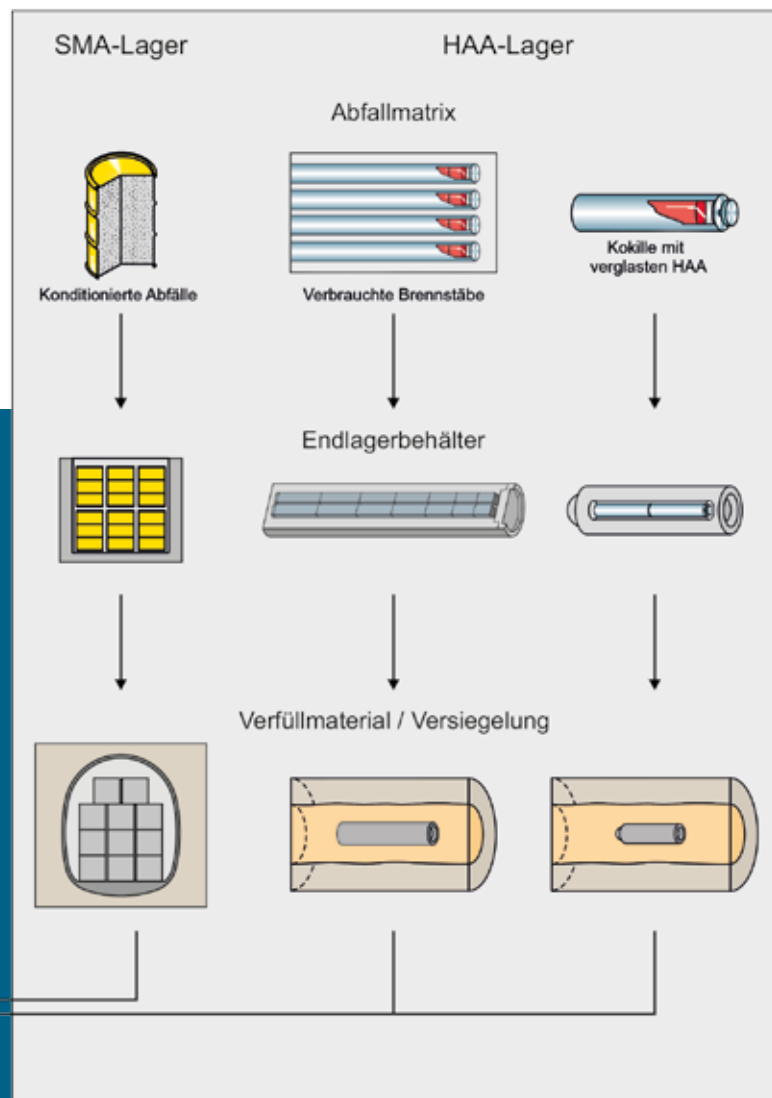 SMA-Lager
HAA-Lager
Abfallmatrix
Konditionierte Abfälle
Verbrauchte Brennstäbe
Kokille mit
verglasten HAA
Endlagerbehälter
Verfüllmaterial / Versiegelung